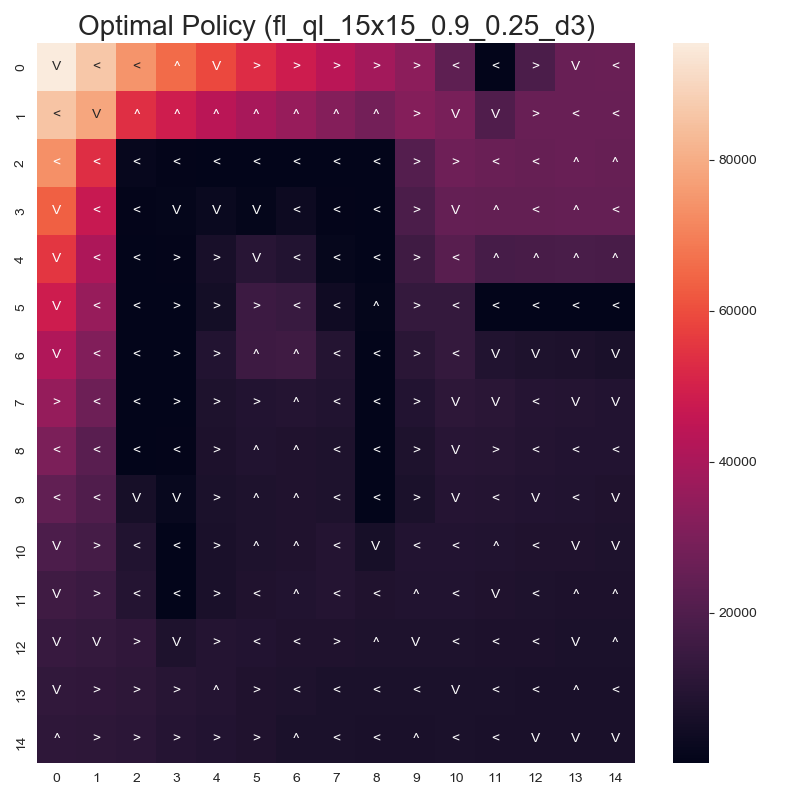 Optimal Policy (fl_ql_15x15_0.9_0.25_d3)
0 V < < ^ V > > > > > < < > V <
1 < V ^ ^ ^ ^ ^ ^ ^ > V V > < <
2 < < < < < < < < < > > < < ^ ^
3 V < < V V V < < < > V ^ < ^ <
4 V < < > > V < < < > < ^ ^ ^ ^
5 V < < > > > < < ^ > < < < < <
6 V < < > > ^ ^ < < > < V V V V
7 > < < > > > ^ < < > V V < V V
8 < < < < > ^ ^ < < > V > < < <
9 < < V V > ^ ^ < < > V < V < V
10 V > < < > ^ ^ < V < < ^ < V V
11 V > < < > < ^ < < ^ < V < ^ ^
12 V V > V > < < > ^ V < < < V ^
13 V > > > ^ > < < < < V < < ^ <
14 ^ > > > > > ^ < < ^ < < V V V
0 1 2 3 4 5 6 7 8 9 10 11 12 13 14
80000
60000
40000
20000